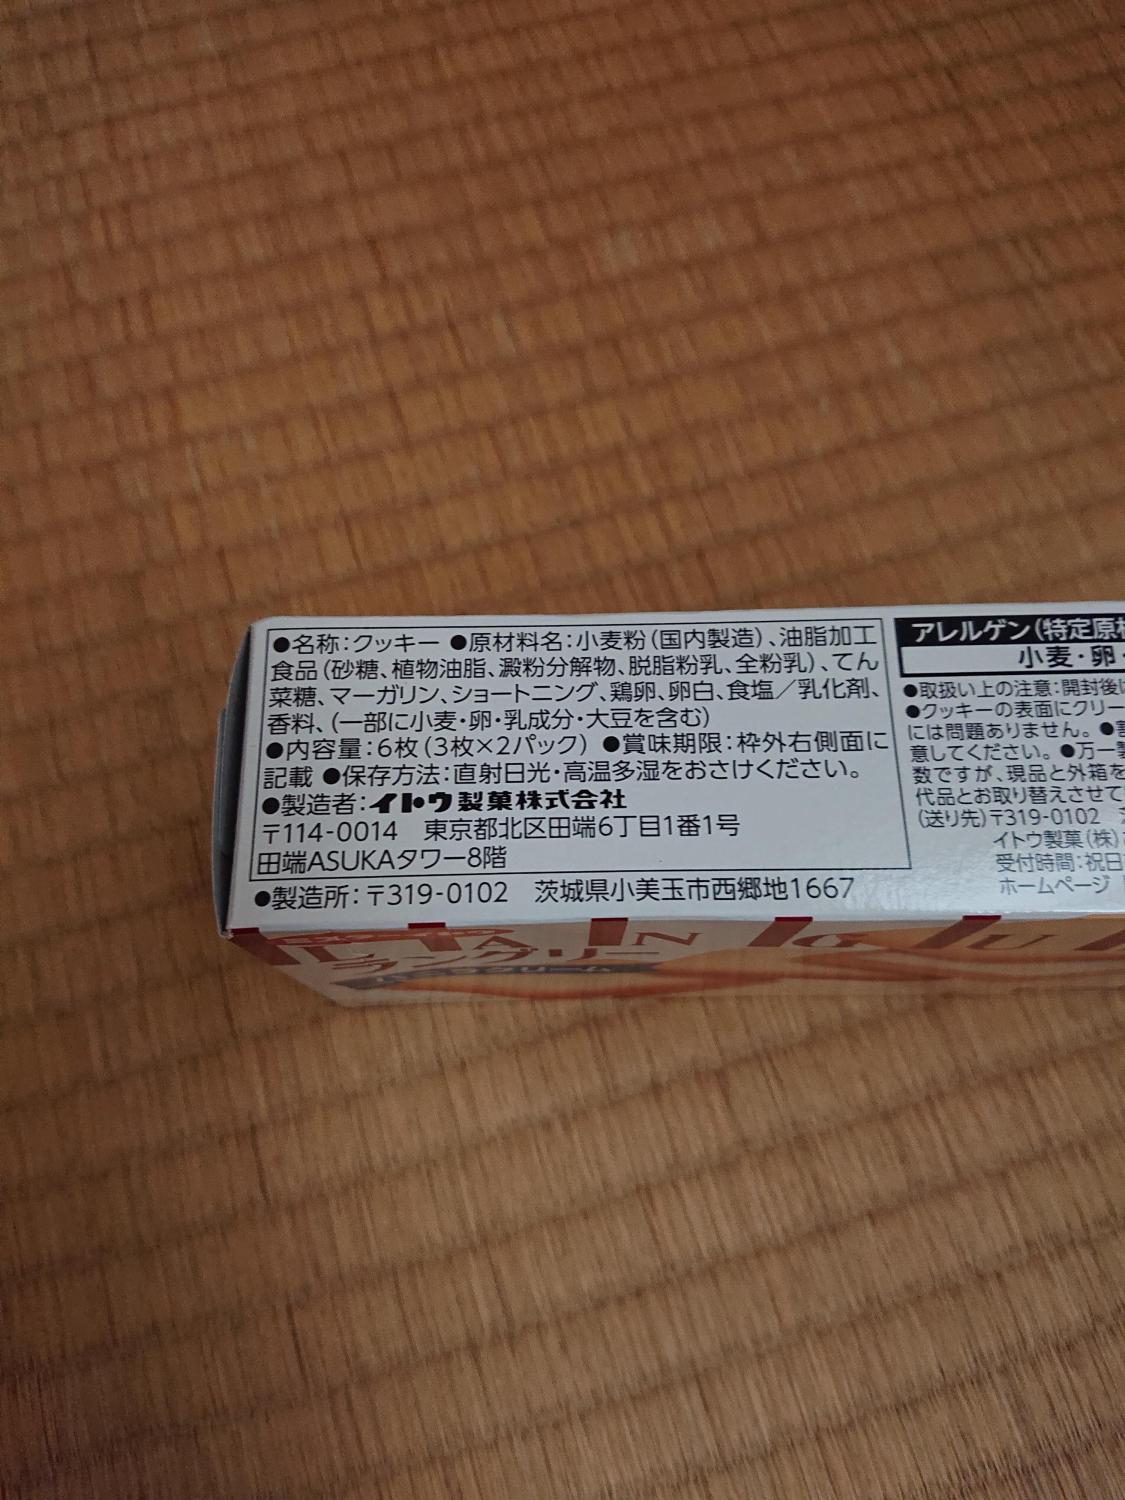 ●名称:クッキー ●原材料名:小麦粉(国内製造)、油脂加工
食品(砂糖、植物油脂、澱粉分解物、脱脂粉乳、全粉乳)、てん
菜糖、マーガリン、ショートニング、鶏卵、卵白、食塩/乳化剤、
香料、(一部に小麦・卵・乳成分・大豆を含む)
●内容量:6枚(3枚×2パック) ●賞味期限:枠外右側面に
記載 ●保存方法:直射日光・高温多湿をおさけください。
●製造者:イトウ製菓株式会社
〒114-0014 東京都北区田端6丁目1番1号
田端ASUKAタワー8階
●製造所:〒319-0102 茨城県小美玉市西郷地1667
アレルゲン(特定原材
小麦・卵・
●取扱い上の注意:開封後は
●クッキーの表面にクリー
には問題ありません。●
意してください。●万一
数ですが、現品と外箱を
代品とお取り替えさせて
(送り先)〒319-0102
イトウ製菓(株)
受付時間:祝日
ホームページ
LANGU
ラングリー
クリーム